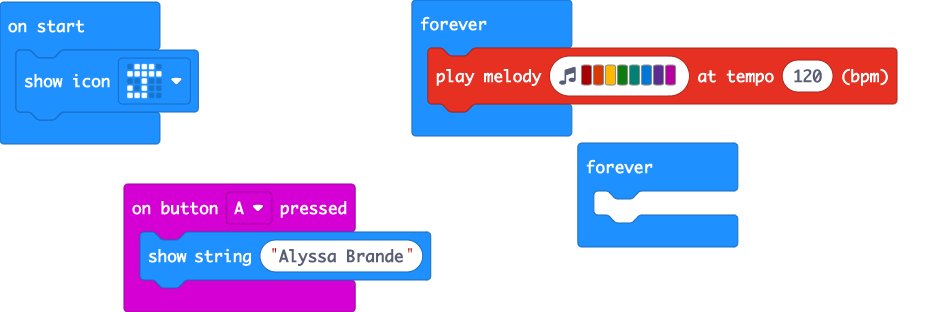 on start
show icon
forever
play melody at tempo 120 (bpm)
forever
on button A pressed
show string "Alyssa Brande"